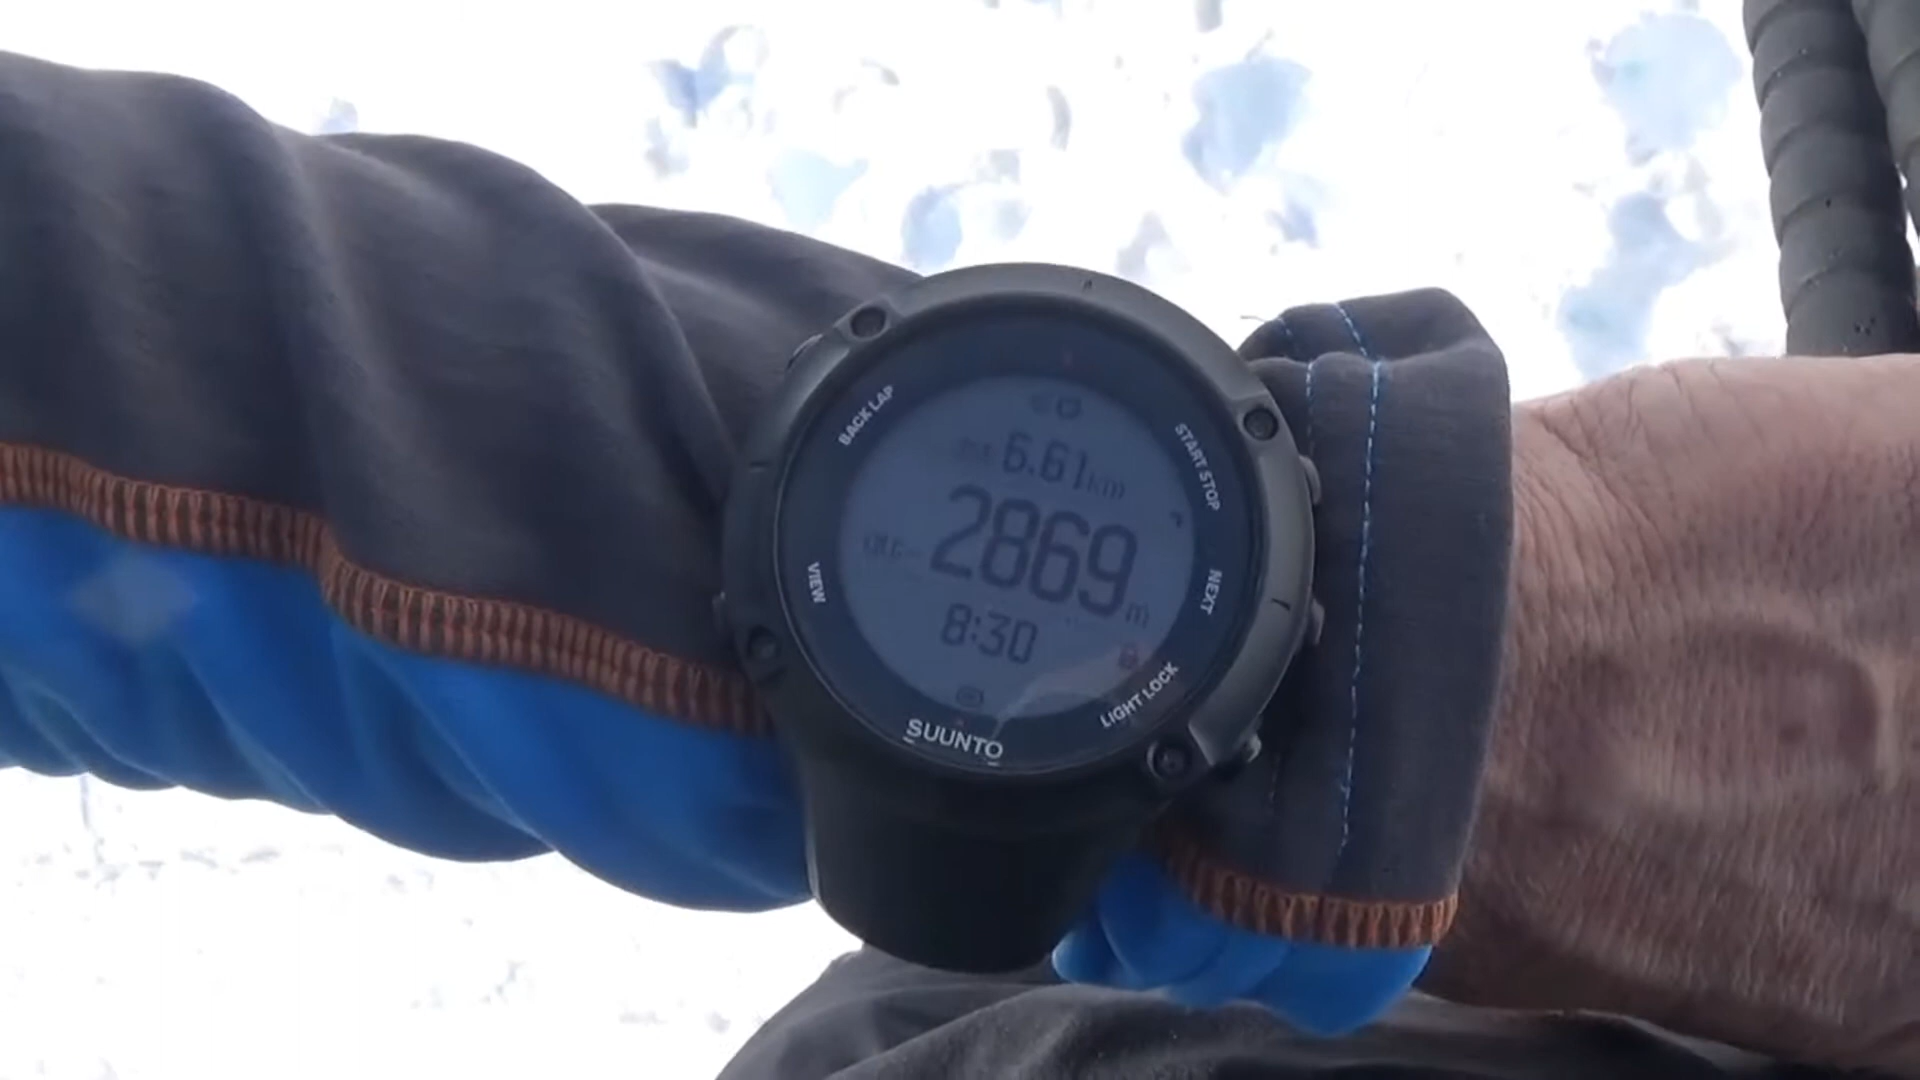 BACK LAP
START STOP
6.61km
2869m
8:30
VIEW
NEXT
LIGHT LOCK
SUUNTO